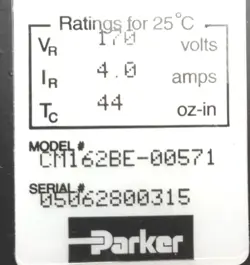 Ratings for 25°C
VR 170 volts
IR 4.0 amps
TC 44 oz-in
MODEL #
CM162BE-00571
SERIAL #
05062800315
Parker